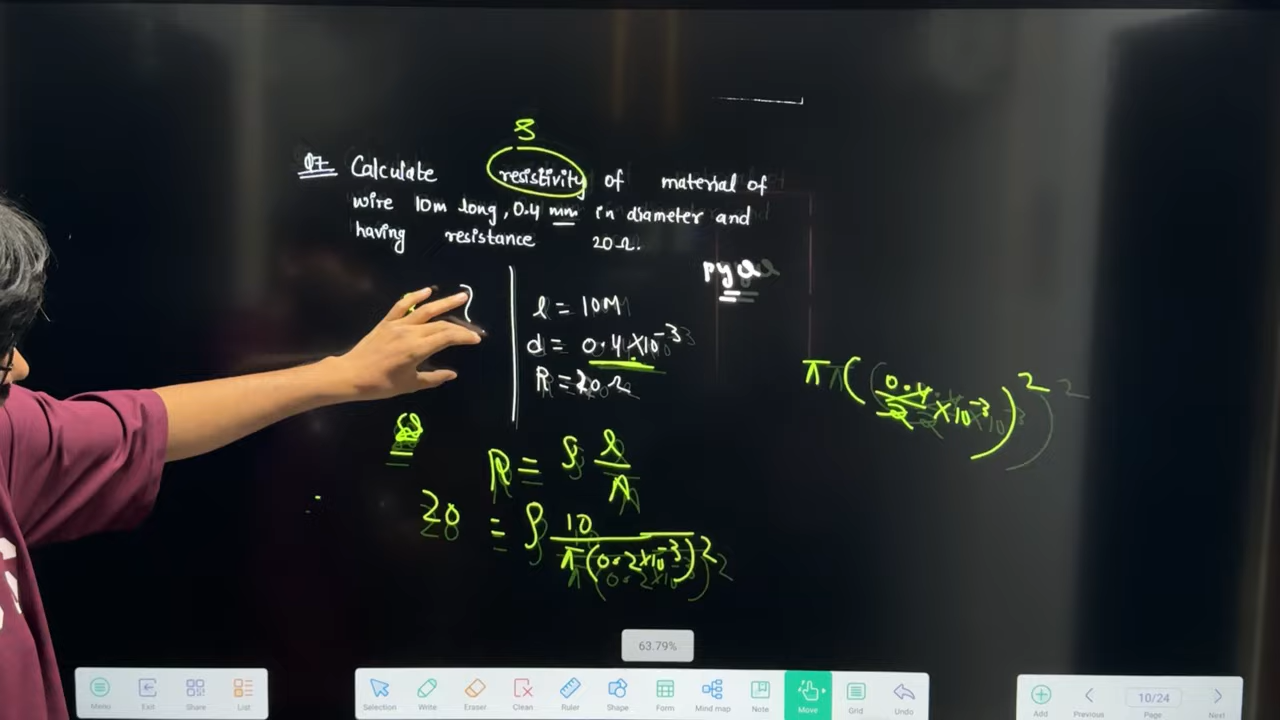 8
Q7 Calculate resistivity of material of
wire 10m long, 0.4 mm in diameter and
having resistance 20Ω.
PYQ
l = 10M
d = 0.4 × 10⁻³
R = 20 Ω
π(0.4/2 × 10⁻³)²
R = ρ l/A
20 = ρ 10/π(0.2×10⁻³)²
63.79%
Menu Exit Share List Selection Write Eraser Clean Ruler Shape Form Mind map Note Move Grid Undo Add Previous 10/24 Page Next